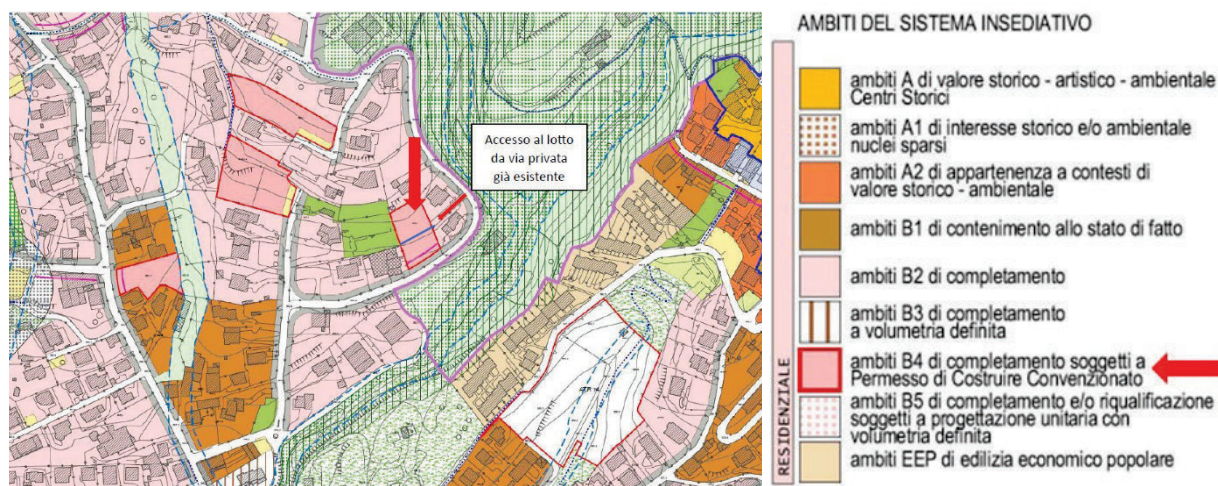 Accesso al lotto
da via privata
già esistente
AMBITI DEL SISTEMA INSEDIATIVO
RESIDENZIALE
ambiti A di valore storico - artistico - ambientale
Centri Storici
ambiti A1 di interesse storico e/o ambientale
nuclei sparsi
ambiti A2 di appartenenza a contesti di
valore storico - ambientale
ambiti B1 di contenimento allo stato di fatto
ambiti B2 di completamento
ambiti B3 di completamento
a volumetria definita
ambiti B4 di completamento soggetti a
Permesso di Costruire Convenzionato
ambiti B5 di completamento e/o riqualificazione
soggetti a progettazione unitaria con
volumetria definita
ambiti EEP di edilizia economico popolare